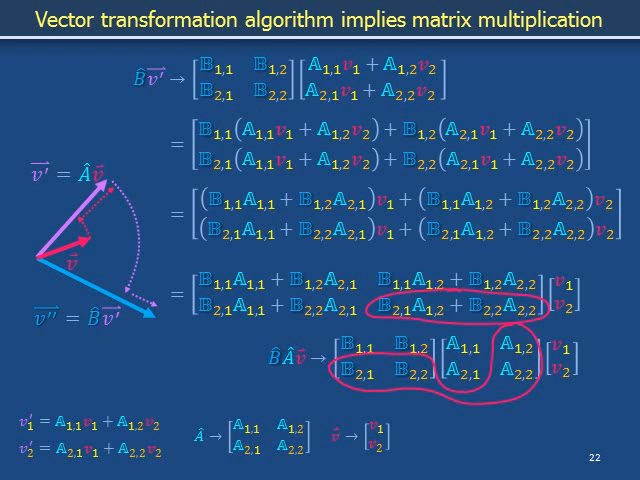 Vector transformation algorithm implies matrix multiplication
B̂v⃗′ → [𝔹₁,₁ 𝔹₁,₂; 𝔹₂,₁ 𝔹₂,₂][𝔸₁,₁v₁ + 𝔸₁,₂v₂; 𝔸₂,₁v₁ + 𝔸₂,₂v₂]
= [𝔹₁,₁(𝔸₁,₁v₁ + 𝔸₁,₂v₂) + 𝔹₁,₂(𝔸₂,₁v₁ + 𝔸₂,₂v₂); 𝔹₂,₁(𝔸₁,₁v₁ + 𝔸₁,₂v₂) + 𝔹₂,₂(𝔸₂,₁v₁ + 𝔸₂,₂v₂)]
v⃗′ = Âv⃗
= [(𝔹₁,₁𝔸₁,₁ + 𝔹₁,₂𝔸₂,₁)v₁ + (𝔹₁,₁𝔸₁,₂ + 𝔹₁,₂𝔸₂,₂)v₂; (𝔹₂,₁𝔸₁,₁ + 𝔹₂,₂𝔸₂,₁)v₁ + (𝔹₂,₁𝔸₁,₂ + 𝔹₂,₂𝔸₂,₂)v₂]
v⃗
= [𝔹₁,₁𝔸₁,₁ + 𝔹₁,₂𝔸₂,₁ 𝔹₁,₁𝔸₁,₂ + 𝔹₁,₂𝔸₂,₂; 𝔹₂,₁𝔸₁,₁ + 𝔹₂,₂𝔸₂,₁ 𝔹₂,₁𝔸₁,₂ + 𝔹₂,₂𝔸₂,₂][v₁; v₂]
v⃗′′ = B̂v⃗′
B̂Âv⃗ → [𝔹₁,₁ 𝔹₁,₂; 𝔹₂,₁ 𝔹₂,₂][𝔸₁,₁ 𝔸₁,₂; 𝔸₂,₁ 𝔸₂,₂][v₁; v₂]
v′₁ = 𝔸₁,₁v₁ + 𝔸₁,₂v₂
v′₂ = 𝔸₂,₁v₁ + 𝔸₂,₂v₂
Â → [𝔸₁,₁ 𝔸₁,₂; 𝔸₂,₁ 𝔸₂,₂] v⃗ → [v₁; v₂]
22